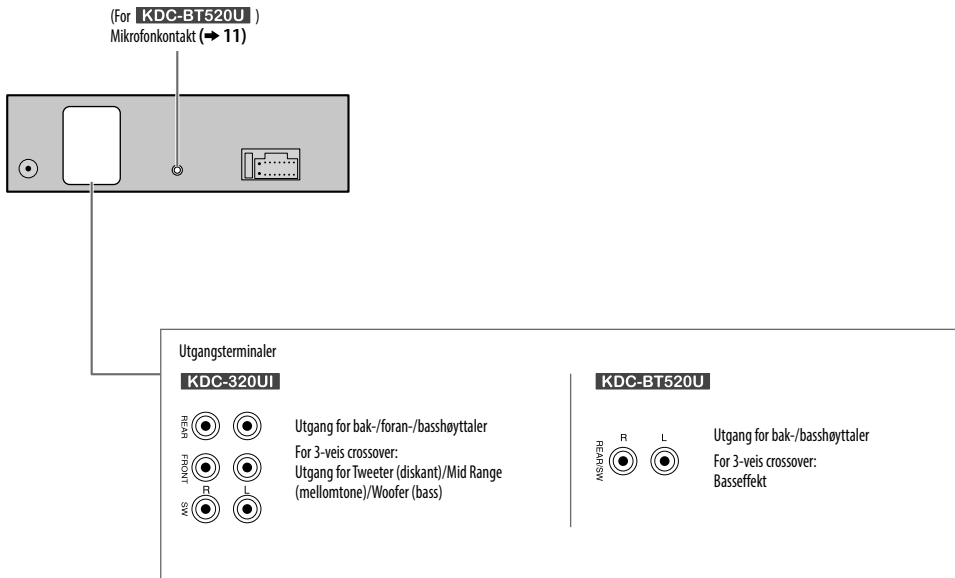 (For KDC-BT520U )
Mikrofonkontakt (➜ 11)
Utgangsterminaler
KDC-320UI
REAR
FRONT
R L
SW
Utgang for bak-/foran-/basshøyttaler
For 3-veis crossover:
Utgang for Tweeter (diskant)/Mid Range
(mellomtone)/Woofer (bass)
KDC-BT520U
R L
REAR/SW
Utgang for bak-/basshøyttaler
For 3-veis crossover:
Basseffekt